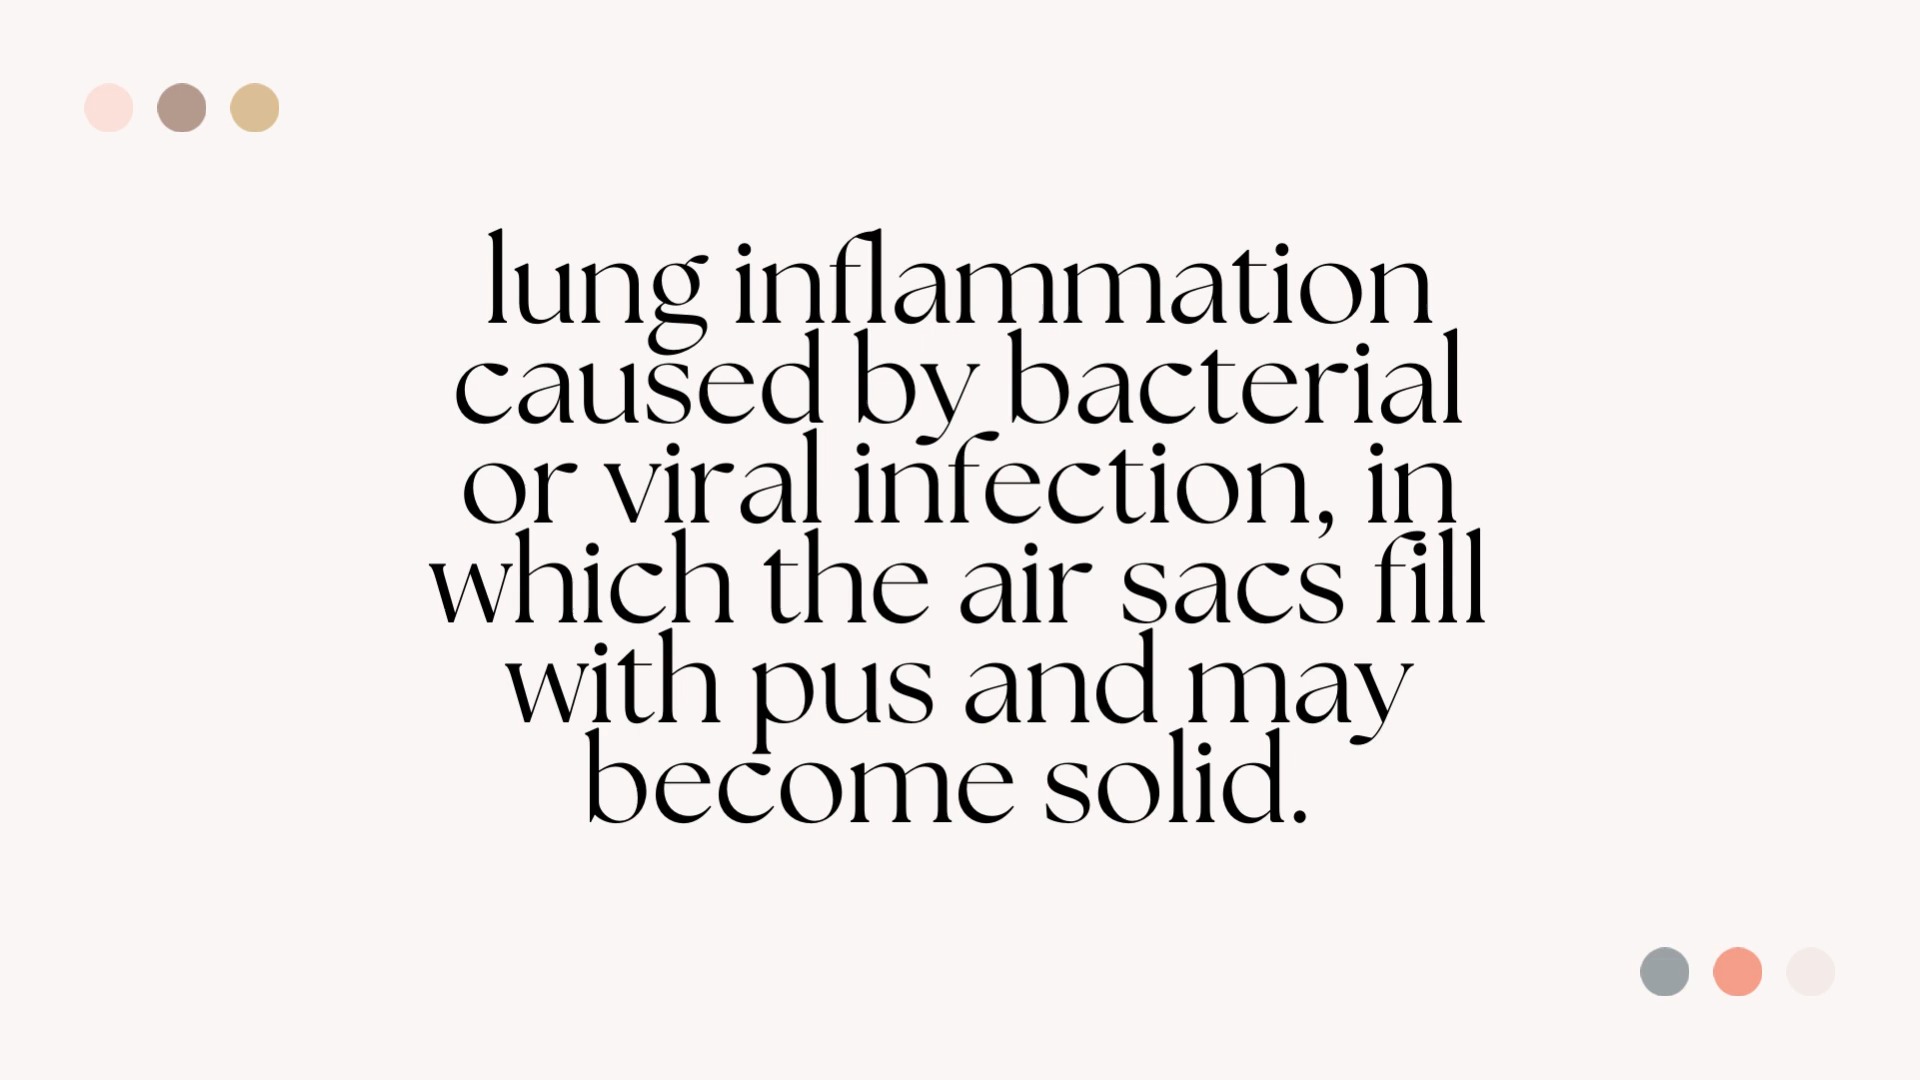 lung inflammation
caused by bacterial
or viral infection, in
which the air sacs fill
with pus and may
become solid.